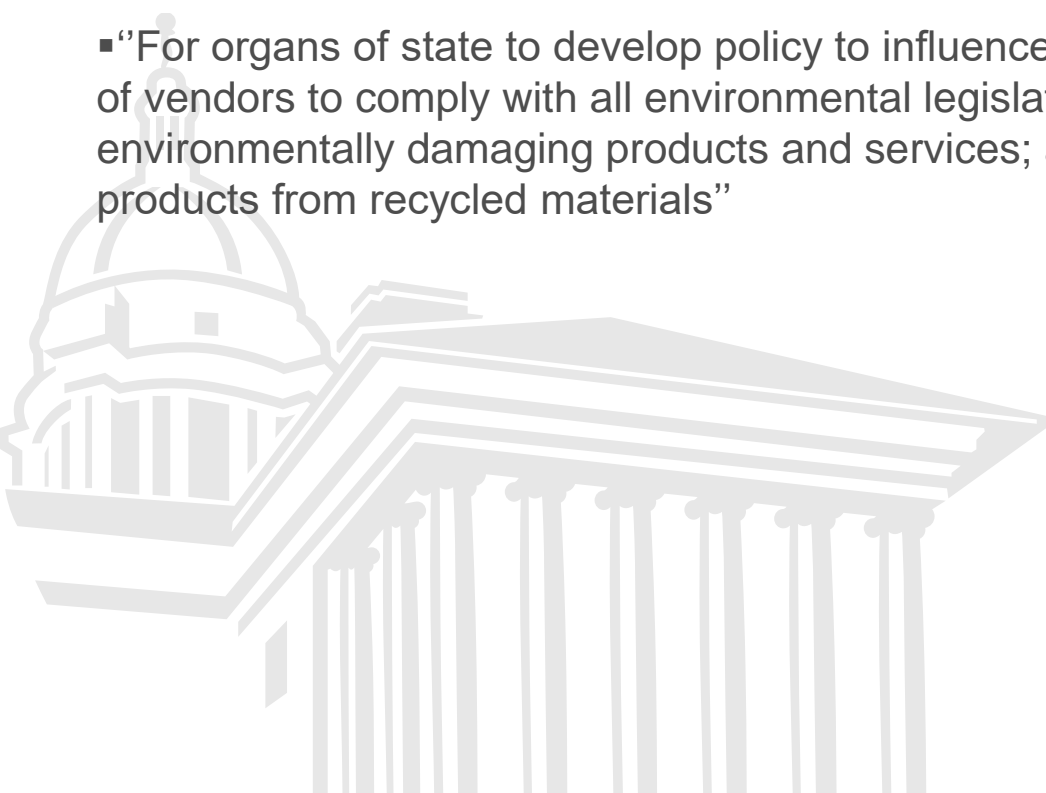 ▪‘’For organs of state to develop policy to influence
of vendors to comply with all environmental
environmentally damaging products and services;
products from recycled materials’’